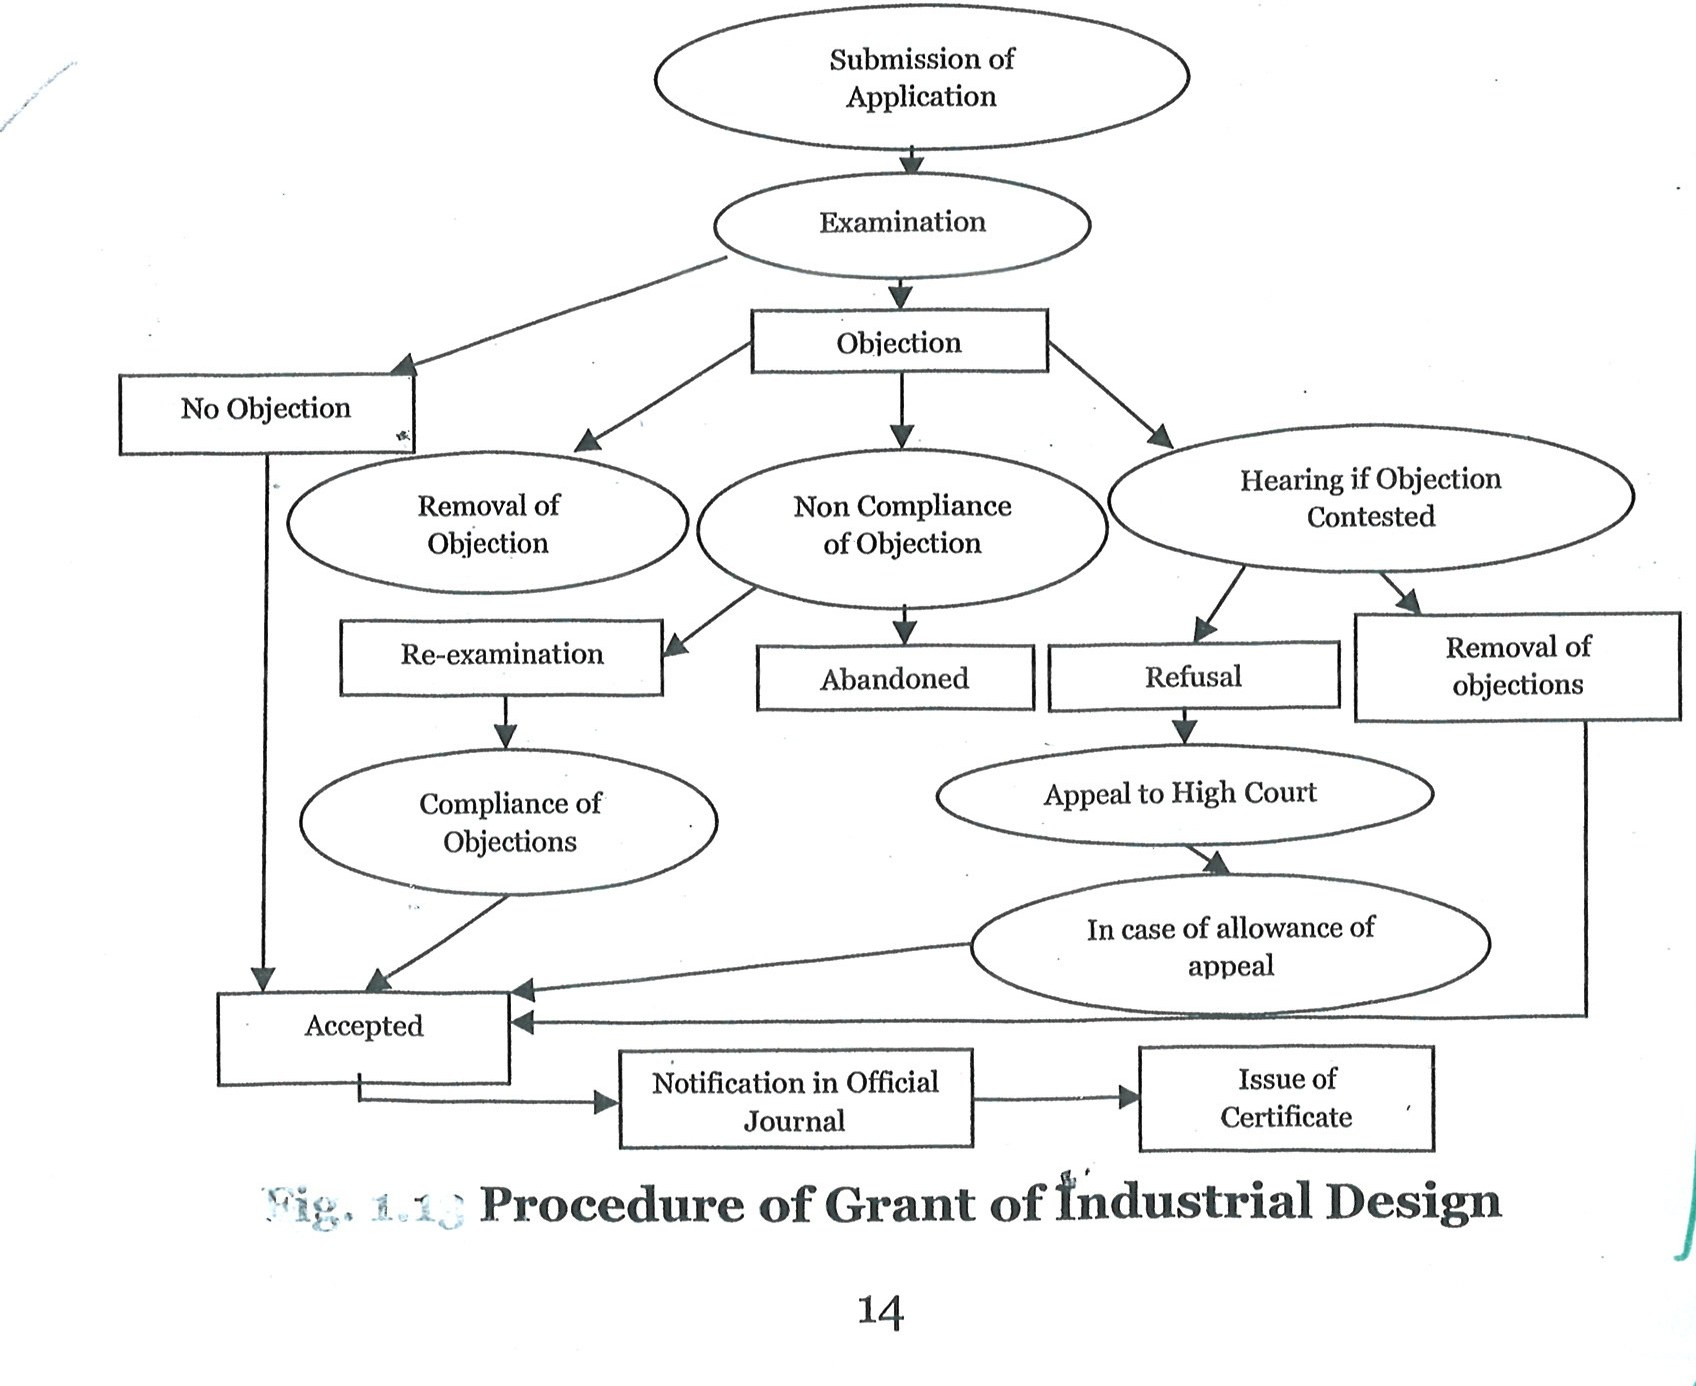 Submission of
Application
Examination
Objection
No Objection
Removal of
Objection
Non Compliance
of Objection
Hearing if Objection
Contested
Re-examination
Abandoned
Refusal
Removal of
objections
Compliance of
Objections
Appeal to High Court
In case of allowance of
appeal
Accepted
Notification in Official
Journal
Issue of
Certificate
Fig. Procedure of Grant of Industrial Design
14